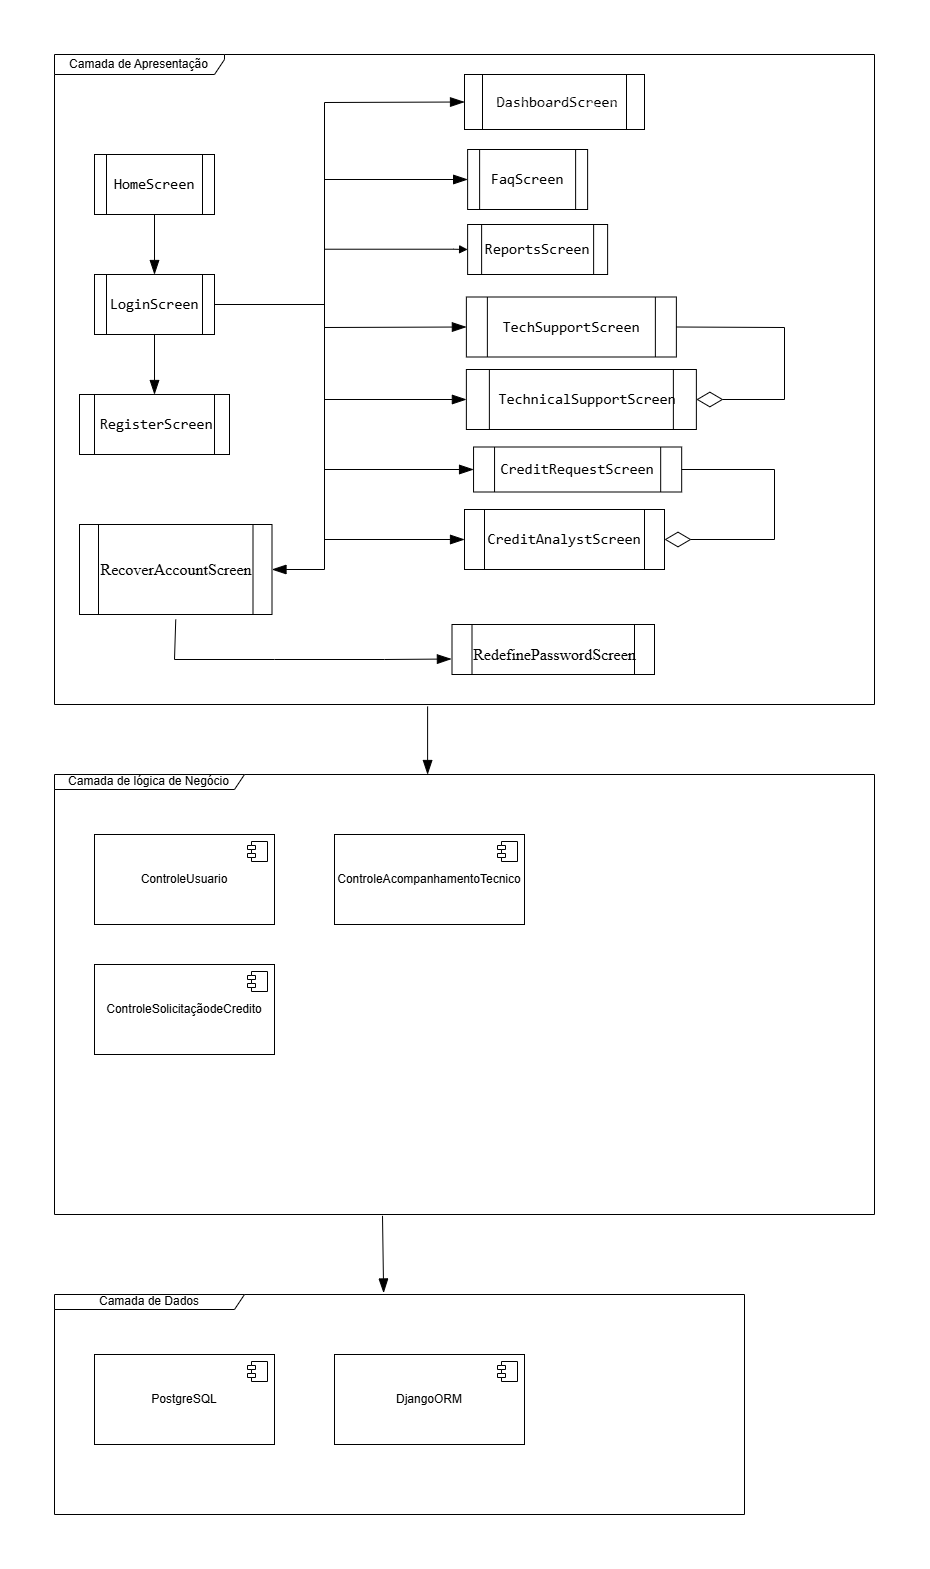 Camada de Apresentação
DashboardScreen
HomeScreen
FaqScreen
ReportsScreen
LoginScreen
TechSupportScreen
TechnicalSupportScreen
RegisterScreen
CreditRequestScreen
CreditAnalystScreen
RecoverAccountScreen
RedefinePasswordScreen
Camada de lógica de Negócio
ControleUsuario
ControleAcompanhamentoTecnico
ControleSolicitaçãodeCredito
Camada de Dados
PostgreSQL
DjangoORM